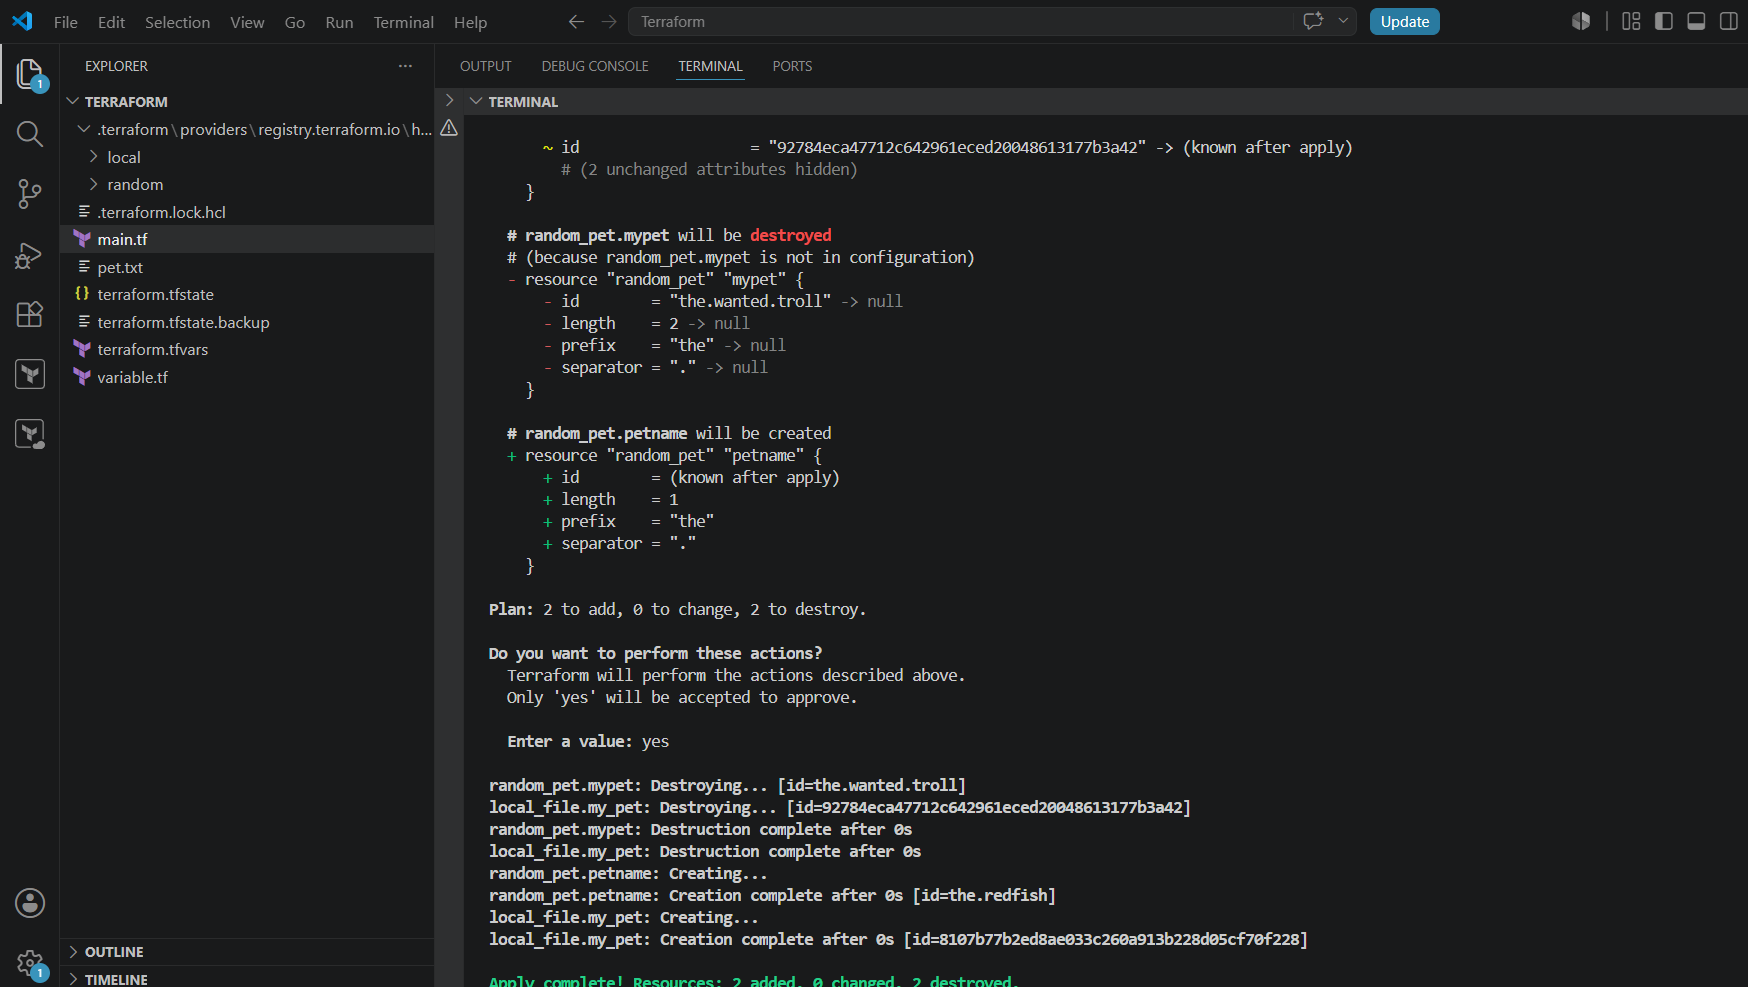 File Edit Selection View Go Run Terminal Help
Terraform
Update
EXPLORER
TERRAFORM
.terraform\providers\registry.terraform.io\h...
local
random
.terraform.lock.hcl
main.tf
pet.txt
terraform.tfstate
terraform.tfstate.backup
terraform.tfvars
variable.tf
OUTLINE
TIMELINE
1
1
OUTPUT DEBUG CONSOLE TERMINAL PORTS
TERMINAL
~ id = "92784eca47712c642961eced20048613177b3a42" -> (known after apply)
# (2 unchanged attributes hidden)
}
# random_pet.mypet will be destroyed
# (because random_pet.mypet is not in configuration)
- resource "random_pet" "mypet" {
- id = "the.wanted.troll" -> null
- length = 2 -> null
- prefix = "the" -> null
- separator = "." -> null
}
# random_pet.petname will be created
+ resource "random_pet" "petname" {
+ id = (known after apply)
+ length = 1
+ prefix = "the"
+ separator = "."
}
Plan: 2 to add, 0 to change, 2 to destroy.
Do you want to perform these actions?
Terraform will perform the actions described above.
Only 'yes' will be accepted to approve.
Enter a value: yes
random_pet.mypet: Destroying... [id=the.wanted.troll]
local_file.my_pet: Destroying... [id=92784eca47712c642961eced20048613177b3a42]
random_pet.mypet: Destruction complete after 0s
local_file.my_pet: Destruction complete after 0s
random_pet.petname: Creating...
random_pet.petname: Creation complete after 0s [id=the.redfish]
local_file.my_pet: Creating...
local_file.my_pet: Creation complete after 0s [id=8107b77b2ed8ae033c260a913b228d05cf70f228]
Apply complete! Resources: 2 added, 0 changed, 2 destroyed.